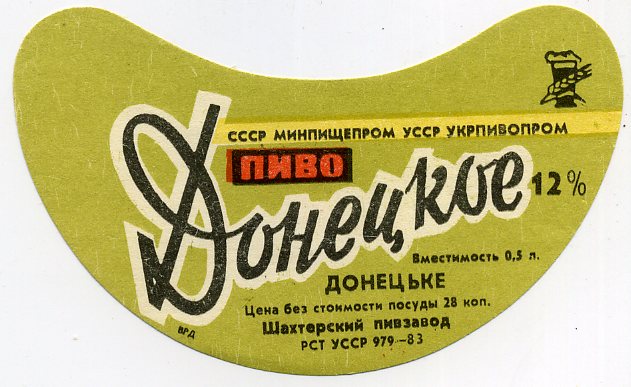 СССР МИНПИЩЕПРОМ УССР УКРПИВОПРОМ
ПИВО
Донецкое 12%
Вместимость 0,5 л.
ДОНЕЦЬКЕ
Цена без стоимости посуды 28 коп.
Шахтерский пивзавод
РСТ УССР 979-83
ВРД